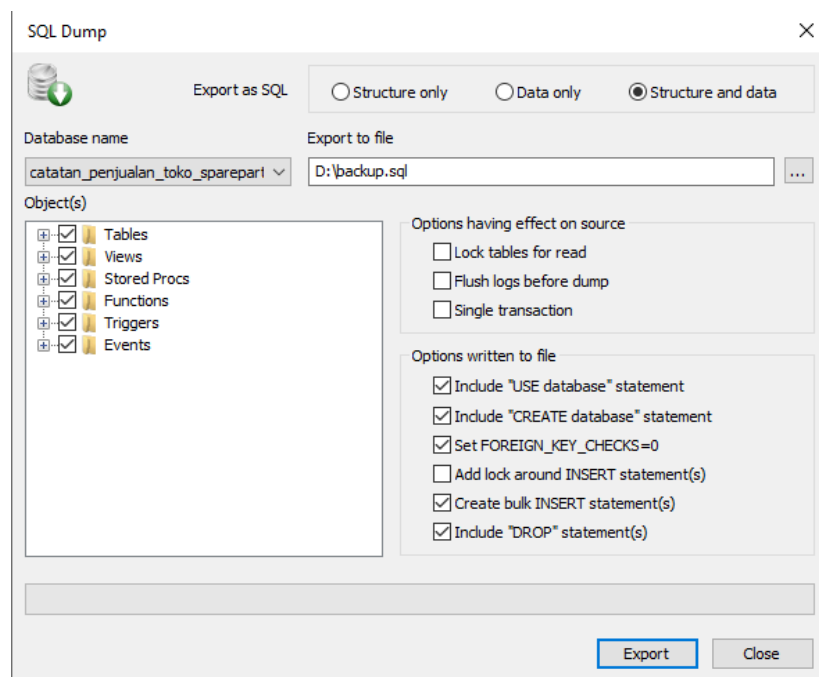 SQL Dump
Export as SQL
Structure only
Data only
Structure and data
Database name
Export to file
catatan_penjualan_toko_sparepart
D:\backup.sql
...
Object(s)
Tables
Views
Stored Procs
Functions
Triggers
Events
Options having effect on source
Lock tables for read
Flush logs before dump
Single transaction
Options written to file
Include "USE database" statement
Include "CREATE database" statement
Set FOREIGN_KEY_CHECKS=0
Add lock around INSERT statement(s)
Create bulk INSERT statement(s)
Include "DROP" statement(s)
Export
Close